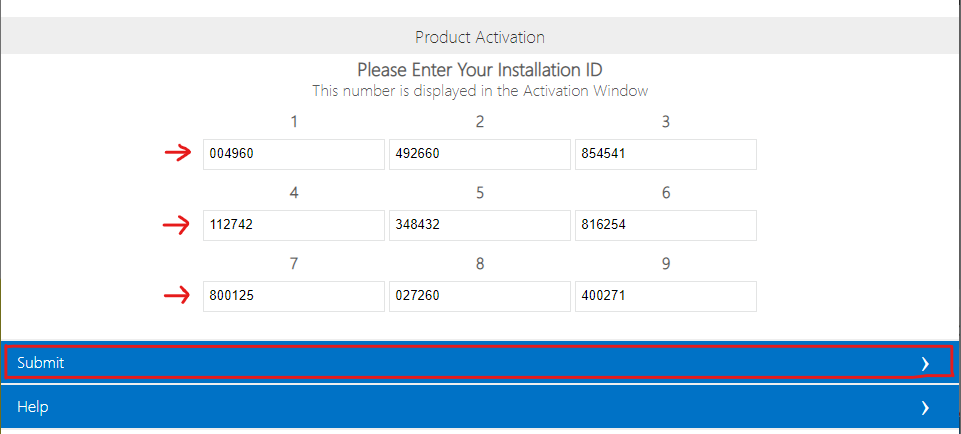 Product Activation
Please Enter Your Installation ID
This number is displayed in the Activation Window
1 2 3
004960 492660 854541
4 5 6
112742 348432 816254
7 8 9
800125 027260 400271
Submit
Help